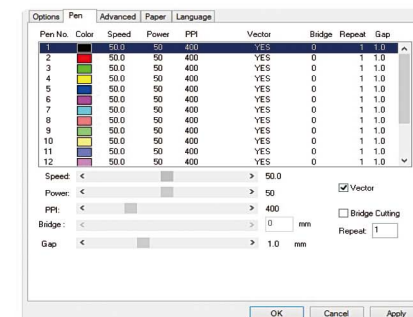 Options Pen Advanced Paper Language
Pen No. Color Speed Power PPI Vector Bridge Repeat Gap
1 50.0 50 400 YES 0 1 1.0
2 50.0 50 400 YES 0 1 1.0
3 50.0 50 400 YES 0 1 1.0
4 50.0 50 400 YES 0 1 1.0
5 50.0 50 400 YES 0 1 1.0
6 50.0 50 400 YES 0 1 1.0
7 50.0 50 400 YES 0 1 1.0
8 50.0 50 400 YES 0 1 1.0
9 50.0 50 400 YES 0 1 1.0
10 50.0 50 400 YES 0 1 1.0
11 50.0 50 400 YES 0 1 1.0
12 50.0 50 400 YES 0 1 1.0
Speed: 50.0
Power: 50 Vector
PPI: 400 Bridge Cutting
Bridge : 0 mm Repeat: 1
Gap 1.0 mm
OK Cancel Apply